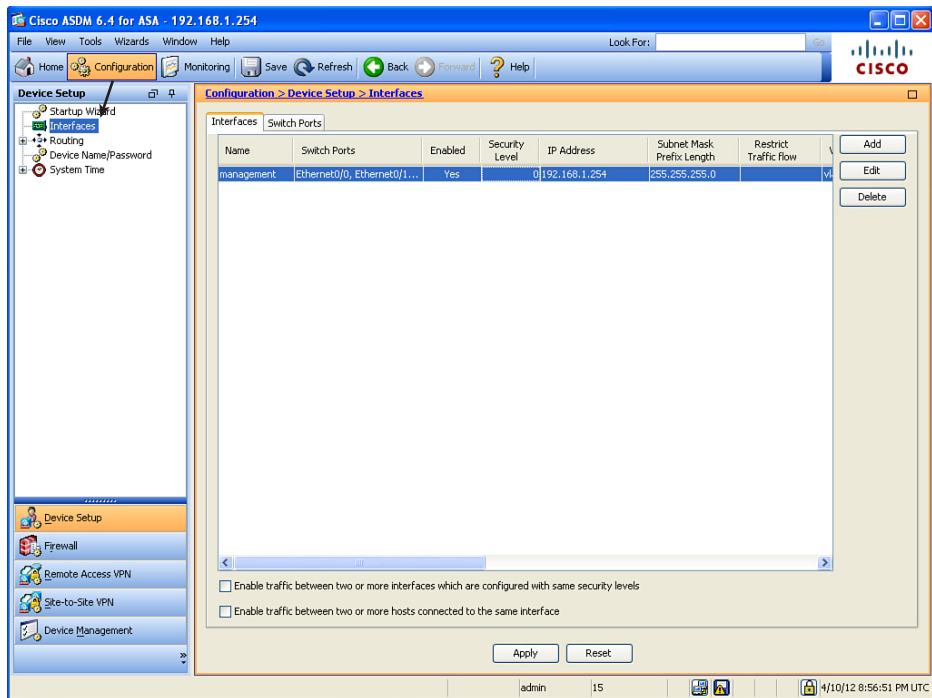 Cisco ASDM 6.4 for ASA - 192.168.1.254
File View Tools Wizards Window Help Look For: Go
Home Configuration Monitoring Save Refresh Back Forward Help
CISCO
Device Setup
Startup Wizard
Interfaces
Routing
Device Name/Password
System Time
Device Setup
Firewall
Remote Access VPN
Site-to-Site VPN
Device Management
Configuration > Device Setup > Interfaces
Interfaces Switch Ports
Name Switch Ports Enabled Security Level IP Address Subnet Mask Prefix Length Restrict Traffic flow
management Ethernet0/0, Ethernet0/1... Yes 0 192.168.1.254 255.255.255.0
Add
Edit
Delete
Enable traffic between two or more interfaces which are configured with same security levels
Enable traffic between two or more hosts connected to the same interface
Apply Reset
admin 15 4/10/12 8:56:51 PM UTC